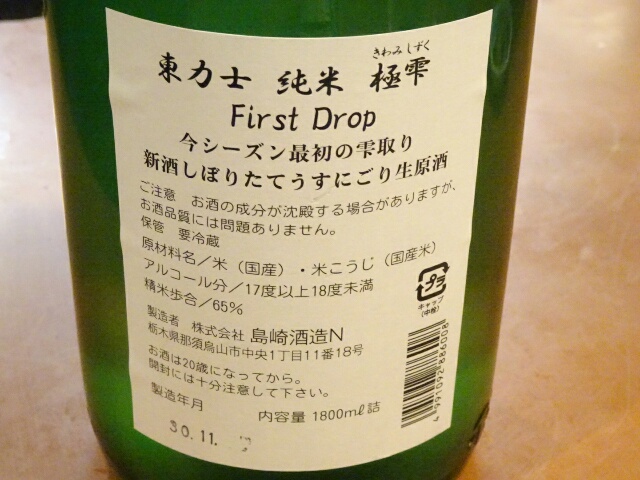 きわみしずく
東力士 純米 極雫
First Drop
今シーズン最初の雫取り
新酒しぼりたてうすにごり生原酒
ご注意 お酒の成分が沈殿する場合がありますが、
お酒品質には問題ありません。
保管 要冷蔵
原材料名／米（国産）・米こうじ（国産米）
アルコール分／17度以上18度未満
精米歩合／65%
プラ
キャップ
(中栓)
製造者 株式会社 島崎酒造N
栃木県那須烏山市中央1丁目11番18号
お酒は20歳になってから。
開封には十分注意して下さい。
製造年月 内容量 1800mℓ詰
30.11.
4 991092 886008